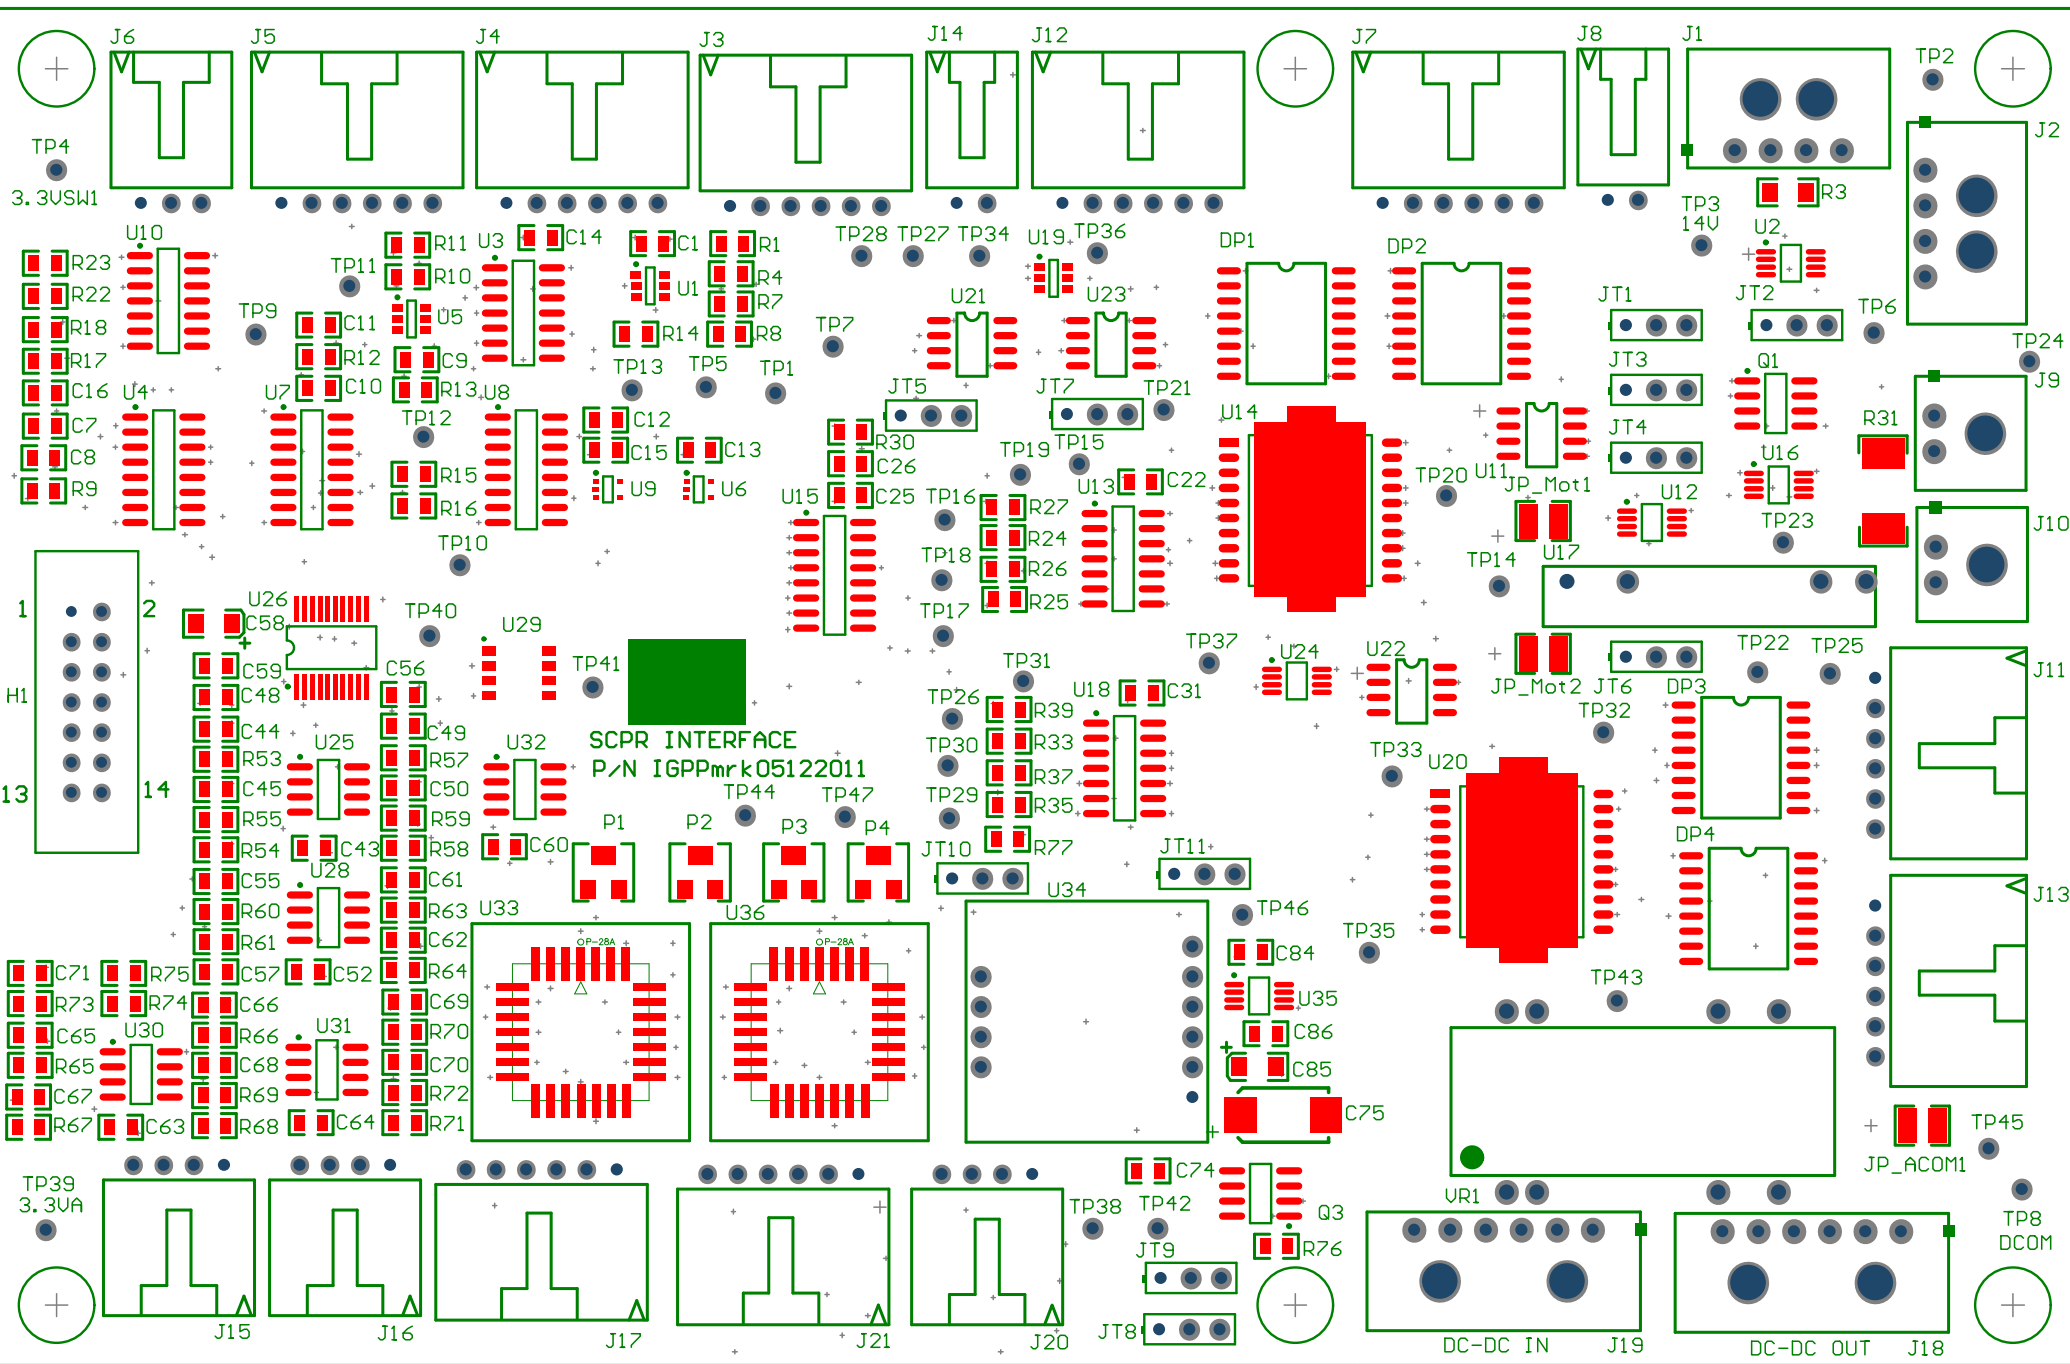 J6 J5 J4 J3 J14 J12 J7 J8 J1
TP2
J2
TP4
3.3VSW1
R3
TP3
14V
U2
U10 R11 U3 C14 C1 R1 TP28 TP27 TP34 U19 TP36 DP1 DP2
R23 TP11 R10 R4
R22 U5 U1 R7 U21 U23 JT1 JT2 TP6
R18 TP9 C11 R14 R8 TP7
R17 R12 C9 TP13 TP5 TP1 JT3 Q1 TP24
C16 U4 U7 C10 R13 U8 JT5 JT7 TP21 J9
C7 TP12 C12 U14 R31
C8 C15 C13 R30 TP19 TP15 JT4 U16
R9 R15 U9 U6 C26 U13 C22 TP20 U11
R16 U15 C25 TP16 R27 JP_Mot1 U12
TP10 TP18 R24 U17 TP23 J10
R26 TP14
U26 R25
1 2 C58 TP40 U29 TP17
C59 C56 TP41 TP31 TP37 U24 U22 TP22 TP25 J11
H1 C48 TP26 U18 C31 JP_Mot2 JT6 DP3
C44 C49 R39 TP32
SCPR INTERFACE
P/N IGPPmrk05122011
R53 U25 R57 U32 TP30 R33 TP33 U20
13 14 C45 C50 TP44 TP47 R37
R55 R59 P1 P2 P3 P4 TP29 R35
R54 C43 R58 C60 JT10 R77 JT11 DP4
C55 U28 C61 U34 J13
R60 R63 U33 U36 TP46
OP-28A OP-28A
R61 C62 TP35
C71 R75 C57 C52 R64 C84 TP43
R73 R74 C66 C69 U35
C65 U30 R66 U31 R70 C86
R65 C68 C70 C85
C67 R69 R72 C75
R67 C63 R68 C64 R71 TP45
JP_ACOM1
TP39
3.3VA
C74 TP38 TP42 Q3 VR1 TP8
DCOM
JT9 R76
J15 J16 J17 J21 J20 JT8 DC-DC IN J19 DC-DC OUT J18